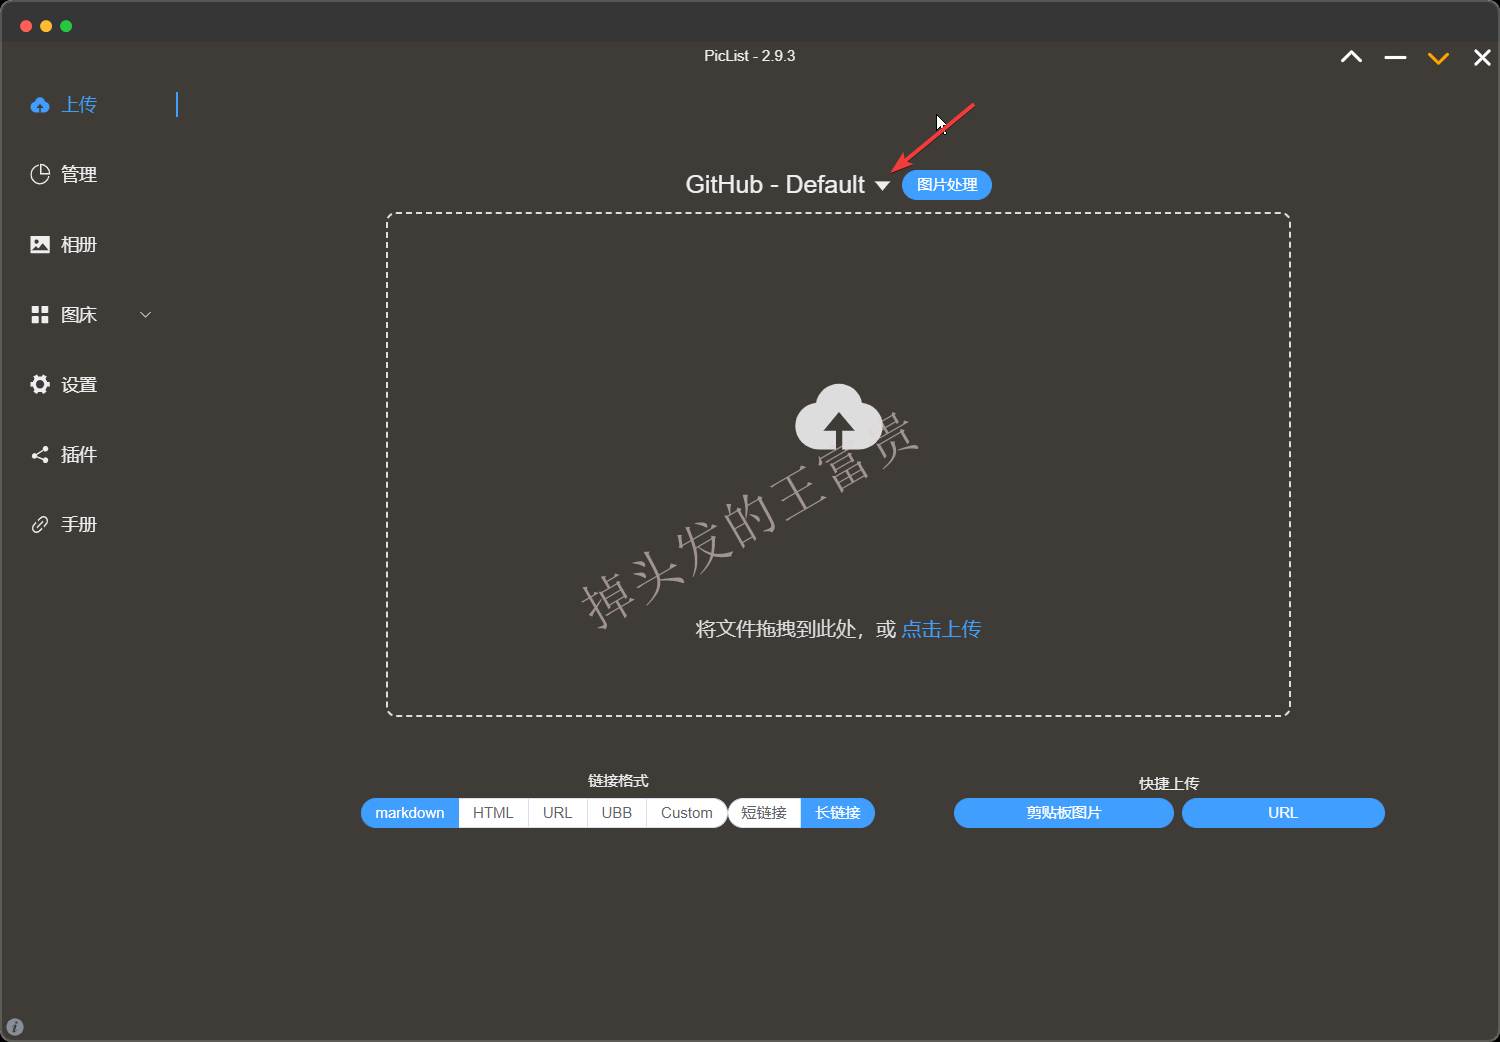 PicList - 2.9.3
上传
管理
相册
图床
设置
插件
手册
GitHub - Default
图片处理
掉头发的王富贵
将文件拖拽到此处，或 点击上传
链接格式
markdown HTML URL UBB Custom 短链接 长链接
快捷上传
剪贴板图片 URL